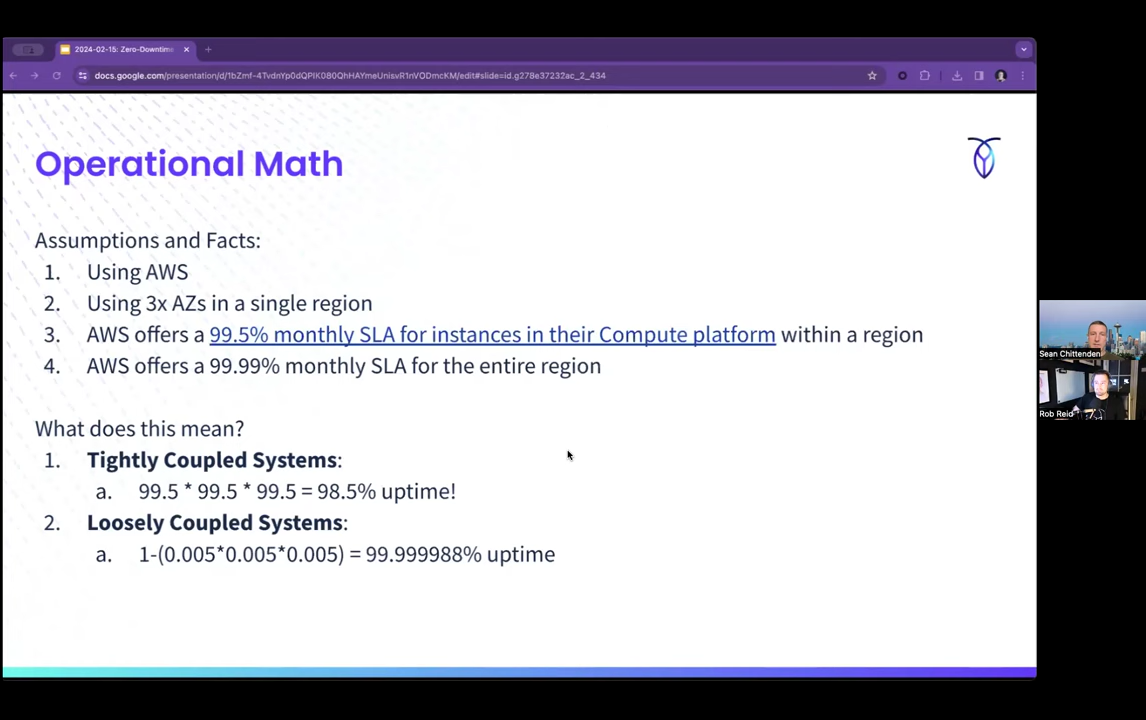 2024-02-15: Zero-Downtim
docs.google.com/presentation/d/1bZmf-4TvdnYp0dQPIK080QhHAYmeUnisvR1nVODmcKM/edit#slide=id.g278e37232ac_2_434
Operational Math
Assumptions and Facts:
1. Using AWS
2. Using 3x AZs in a single region
3. AWS offers a 99.5% monthly SLA for instances in their Compute platform within a region
4. AWS offers a 99.99% monthly SLA for the entire region
What does this mean?
1. Tightly Coupled Systems:
a. 99.5 * 99.5 * 99.5 = 98.5% uptime!
2. Loosely Coupled Systems:
a. 1-(0.005*0.005*0.005) = 99.999988% uptime
Sean Chittenden
Rob Reid